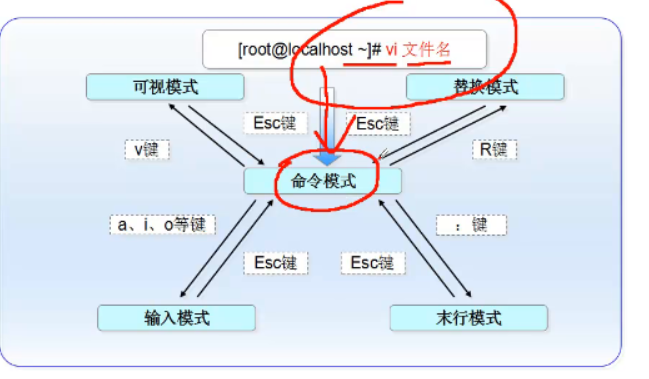 [root@localhost ~]# vi 文件名
可视模式
替换模式
Esc键
Esc键
v键
R键
命令模式
a、i、o等键
：键
Esc键
Esc键
输入模式
末行模式